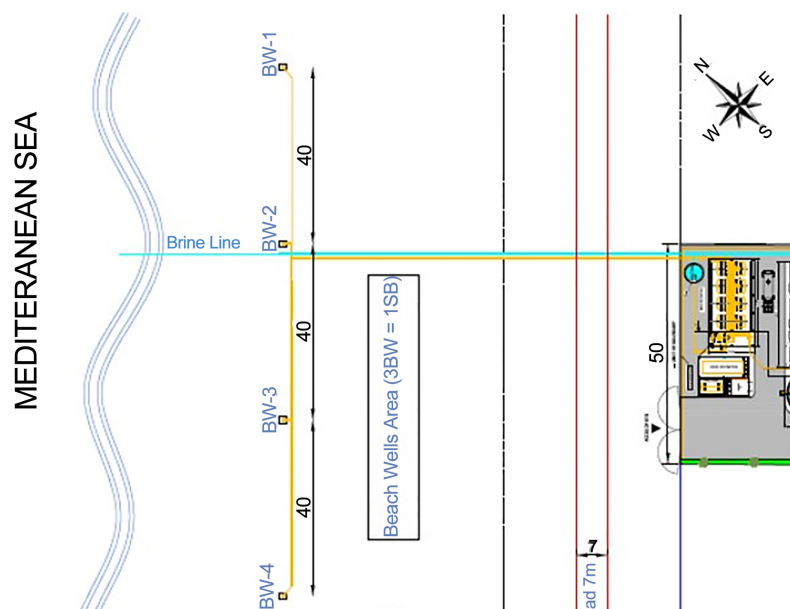 MEDITERANEAN SEA
BW-1
BW-2
BW-3
BW-4
40
40
40
Brine Line
Beach Wells Area (3BW = 1SB)
7
ad 7m
50
N
E
W
S